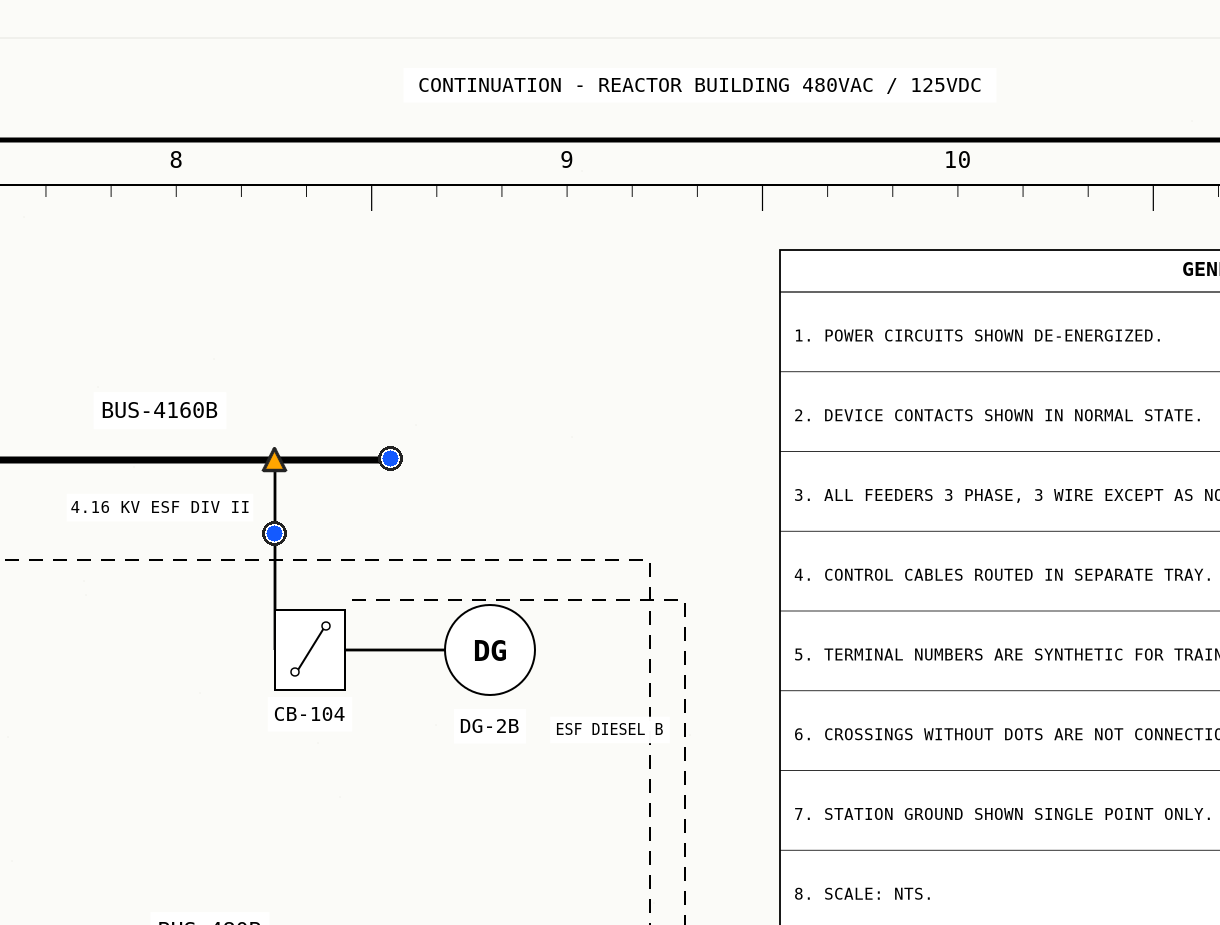 CONTINUATION - REACTOR BUILDING 480VAC / 125VDC
8 9 10
BUS-4160B
4.16 KV ESF DIV II
DG
CB-104
DG-2B
ESF DIESEL B
1. POWER CIRCUITS SHOWN DE-ENERGIZED.
2. DEVICE CONTACTS SHOWN IN NORMAL STATE.
3. ALL FEEDERS 3 PHASE, 3 WIRE EXCEPT AS
4. CONTROL CABLES ROUTED IN SEPARATE TRAY.
5. TERMINAL NUMBERS ARE SYNTHETIC FOR
6. CROSSINGS WITHOUT DOTS ARE NOT
7. STATION GROUND SHOWN SINGLE POINT ONLY.
8. SCALE: NTS.